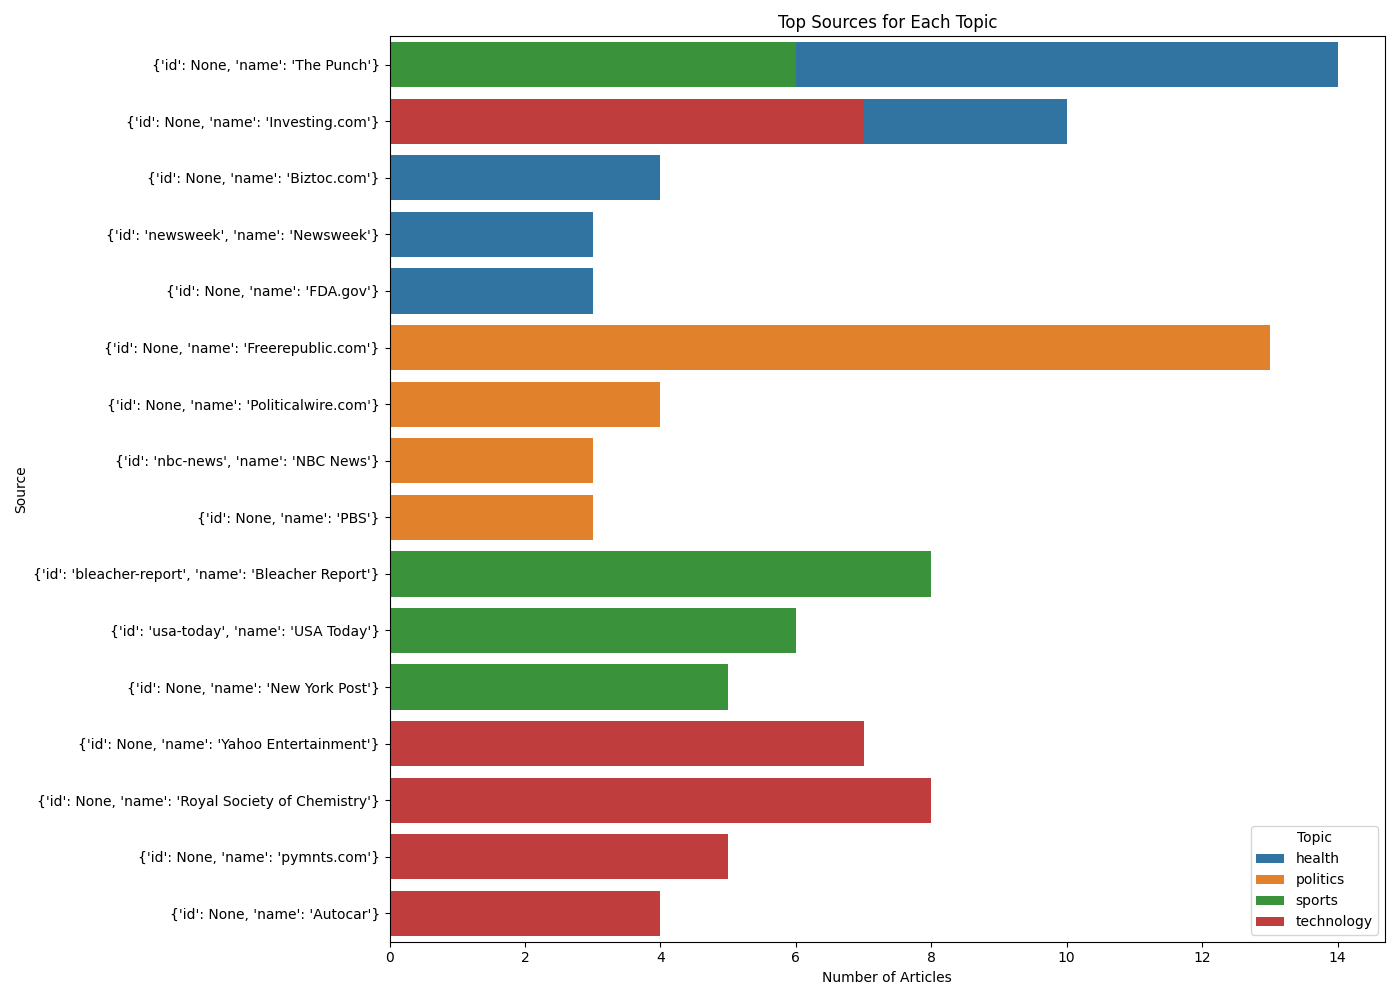 Top Sources for Each Topic
Source
{'id': None, 'name': 'The Punch'}
{'id': None, 'name': 'Investing.com'}
{'id': None, 'name': 'Biztoc.com'}
{'id': 'newsweek', 'name': 'Newsweek'}
{'id': None, 'name': 'FDA.gov'}
{'id': None, 'name': 'Freerepublic.com'}
{'id': None, 'name': 'Politicalwire.com'}
{'id': 'nbc-news', 'name': 'NBC News'}
{'id': None, 'name': 'PBS'}
{'id': 'bleacher-report', 'name': 'Bleacher Report'}
{'id': 'usa-today', 'name': 'USA Today'}
{'id': None, 'name': 'New York Post'}
{'id': None, 'name': 'Yahoo Entertainment'}
{'id': None, 'name': 'Royal Society of Chemistry'}
{'id': None, 'name': 'pymnts.com'}
{'id': None, 'name': 'Autocar'}
Topic
health
politics
sports
technology
0 2 4 6 8 10 12 14
Number of Articles